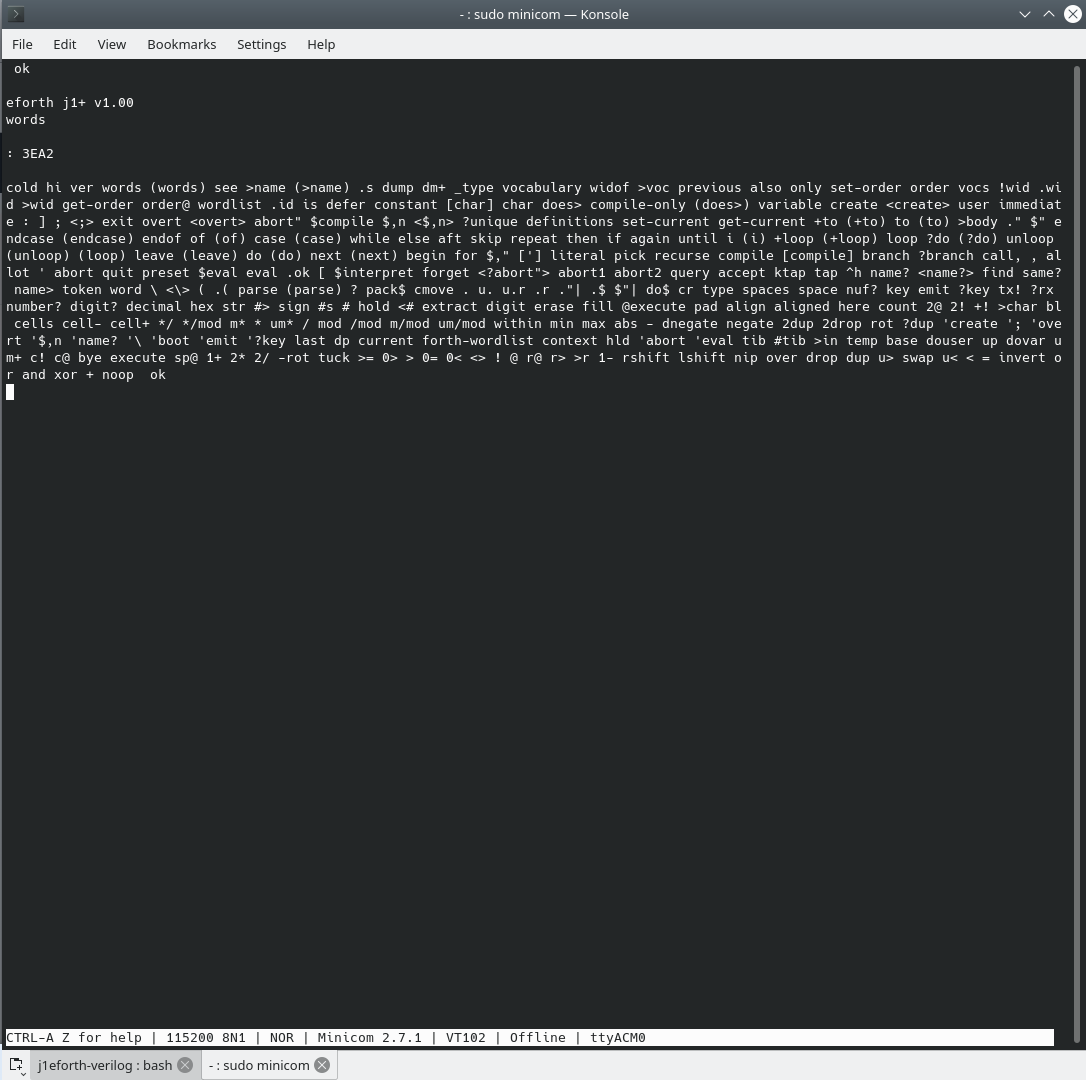 - : sudo minicom — Konsole
File Edit View Bookmarks Settings Help
ok
eforth j1+ v1.00
words
: 3EA2
cold hi ver words (words) see >name (>name) .s dump dm+ _type vocabulary widof >voc previous also only set-order order vocs !wid .wi
d >wid get-order order@ wordlist .id is defer constant [char] char does> compile-only (does>) variable create <create> user immediat
e : ] ; <;> exit overt <overt> abort" $compile $,n <$,n> ?unique definitions set-current get-current +to (+to) to (to) >body ." $" e
ndcase (endcase) endof of (of) case (case) while else aft skip repeat then if again until i (i) +loop (+loop) loop ?do (?do) unloop
(unloop) (loop) leave (leave) do (do) next (next) begin for $," ['] literal pick recurse compile [compile] branch ?branch call, , al
lot ' abort quit preset $eval eval .ok [ $interpret forget <?abort"> abort1 abort2 query accept ktap tap ^h name? <name?> find same?
name> token word \ <\> ( .( parse (parse) ? pack$ cmove . u. u.r .r ."| .$ $"| do$ cr type spaces space nuf? key emit ?key tx! ?rx
number? digit? decimal hex str #> sign #s # hold <# extract digit erase fill @execute pad align aligned here count 2@ 2! +! >char bl
cells cell- cell+ */ */mod m* * um* / mod /mod m/mod um/mod within min max abs - dnegate negate 2dup 2drop rot ?dup 'create '; 'ove
rt '$,n 'name? '\ 'boot 'emit '?key last dp current forth-wordlist context hld 'abort 'eval tib #tib >in temp base douser up dovar u
m+ c! c@ bye execute sp@ 1+ 2* 2/ -rot tuck >= 0> > 0= 0< <> ! @ r@ r> >r 1- rshift lshift nip over drop dup u> swap u< < = invert o
r and xor + noop  ok
CTRL-A Z for help | 115200 8N1 | NOR | Minicom 2.7.1 | VT102 | Offline | ttyACM0
j1eforth-verilog : bash - : sudo minicom